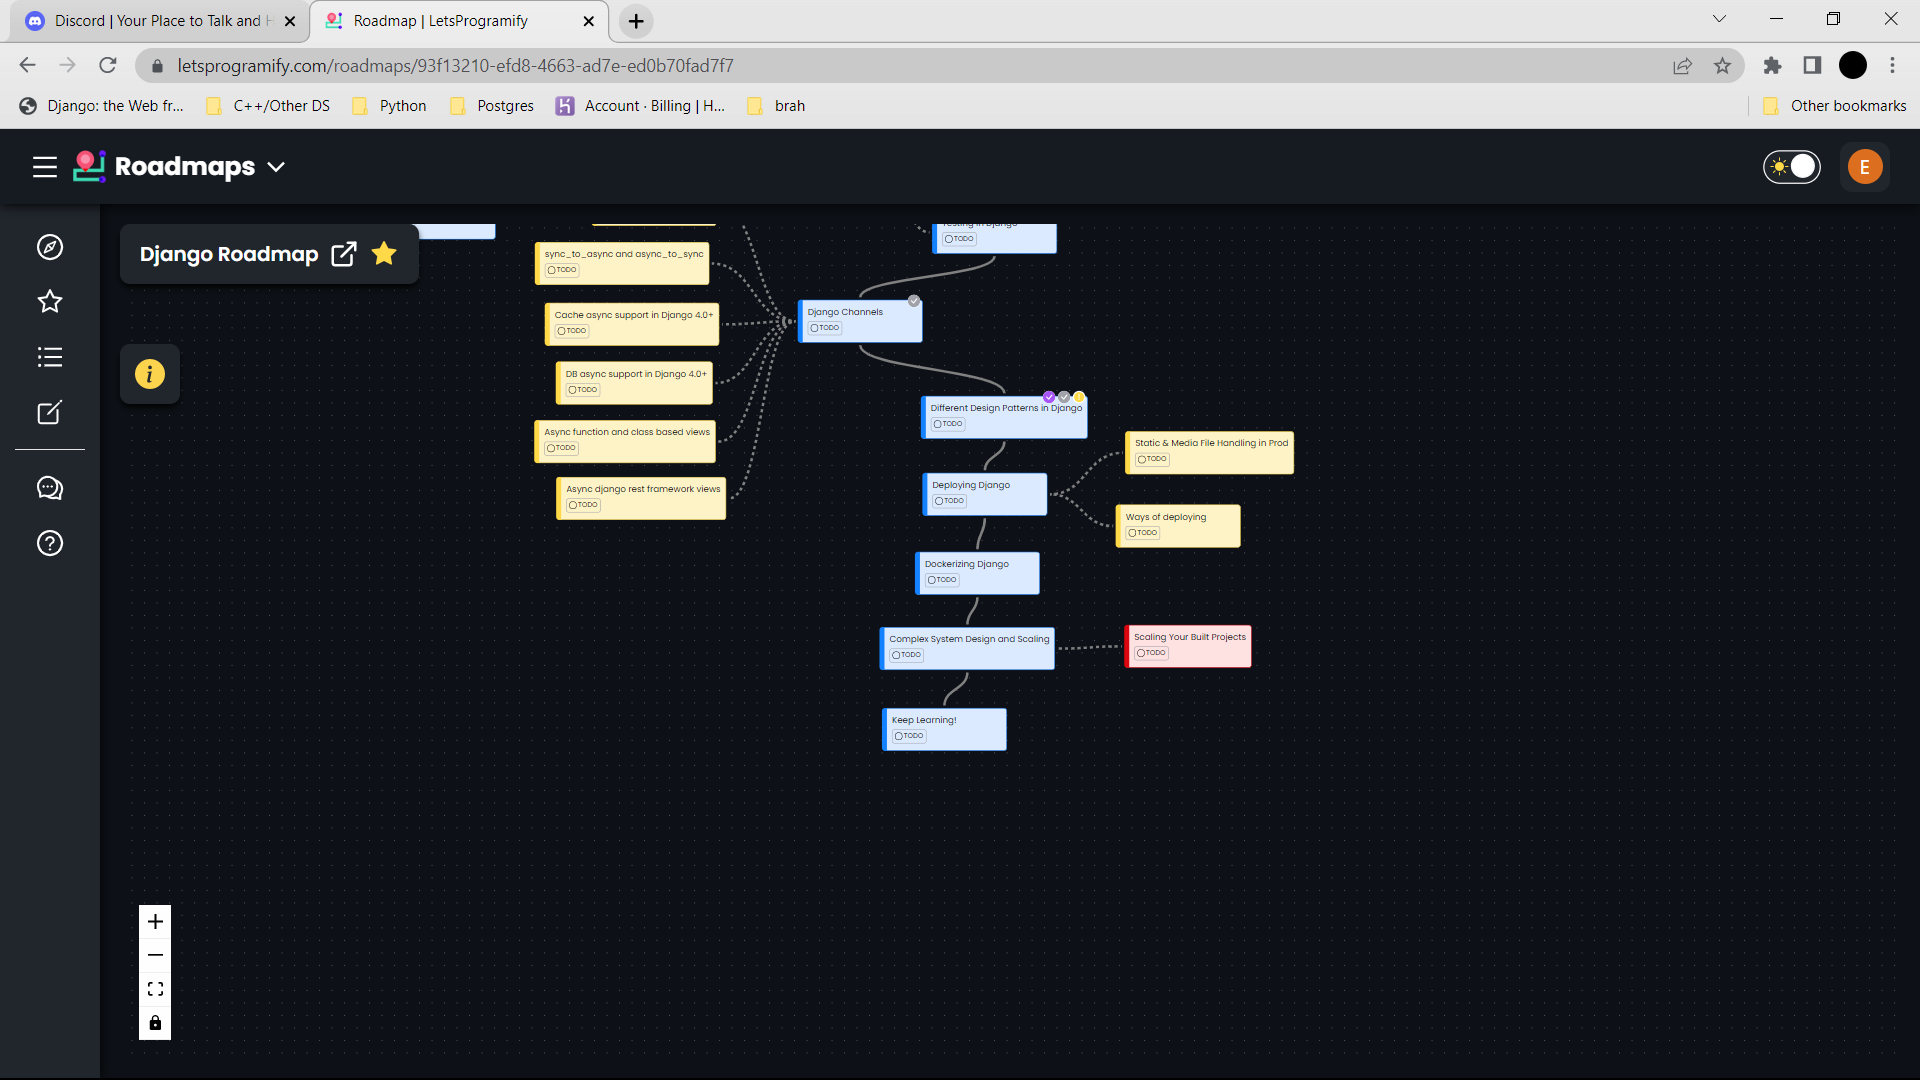 Discord | Your Place to Talk and H
Roadmap | LetsProgramify
letsprogramify.com/roadmaps/93f13210-efd8-4663-ad7e-ed0b70fad7f7
Django: the Web fr...
C++/Other DS
Python
Postgres
Account · Billing | H...
brah
Other bookmarks
Roadmaps
E
Django Roadmap
Testing in Django
TODO
sync_to_async and async_to_sync
TODO
Django Channels
TODO
Cache async support in Django 4.0+
TODO
DB async support in Django 4.0+
TODO
Different Design Patterns in Django
TODO
Async function and class based views
TODO
Static & Media File Handling in Prod
TODO
Deploying Django
TODO
Async django rest framework views
TODO
Ways of deploying
TODO
Dockerizing Django
TODO
Complex System Design and Scaling
TODO
Scaling Your Built Projects
TODO
Keep Learning!
TODO